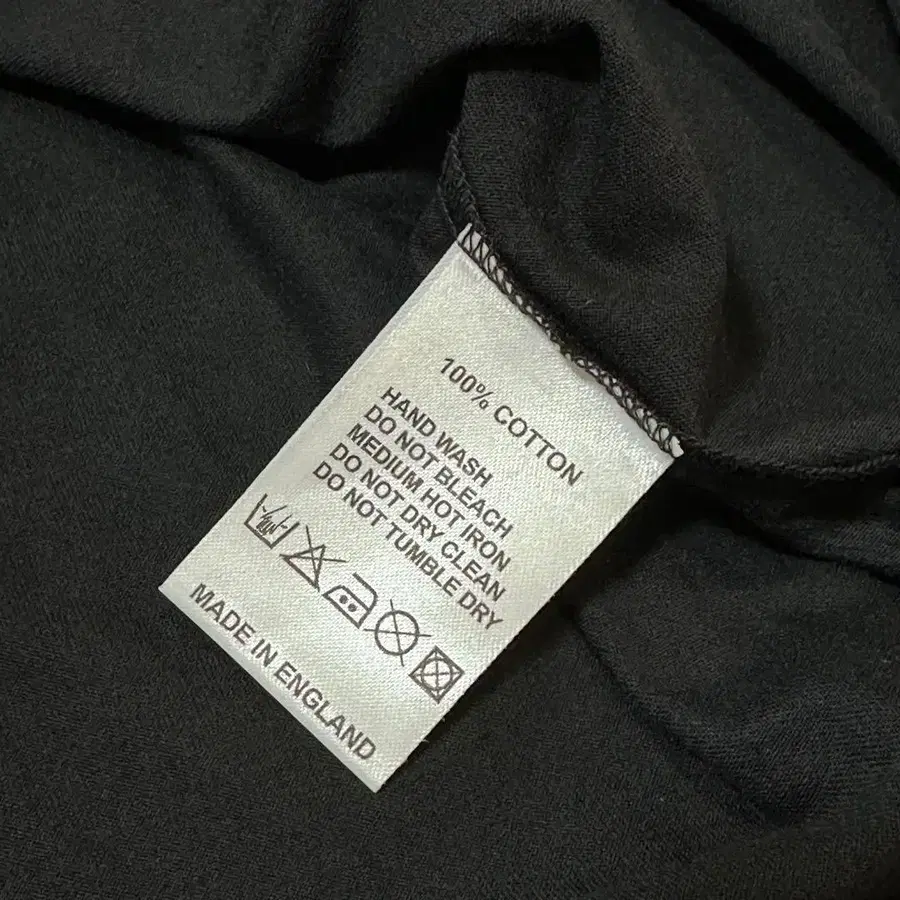 100% COTTON
HAND WASH
DO NOT BLEACH
MEDIUM HOT IRON
DO NOT DRY CLEAN
DO NOT TUMBLE DRY
MADE IN ENGLAND